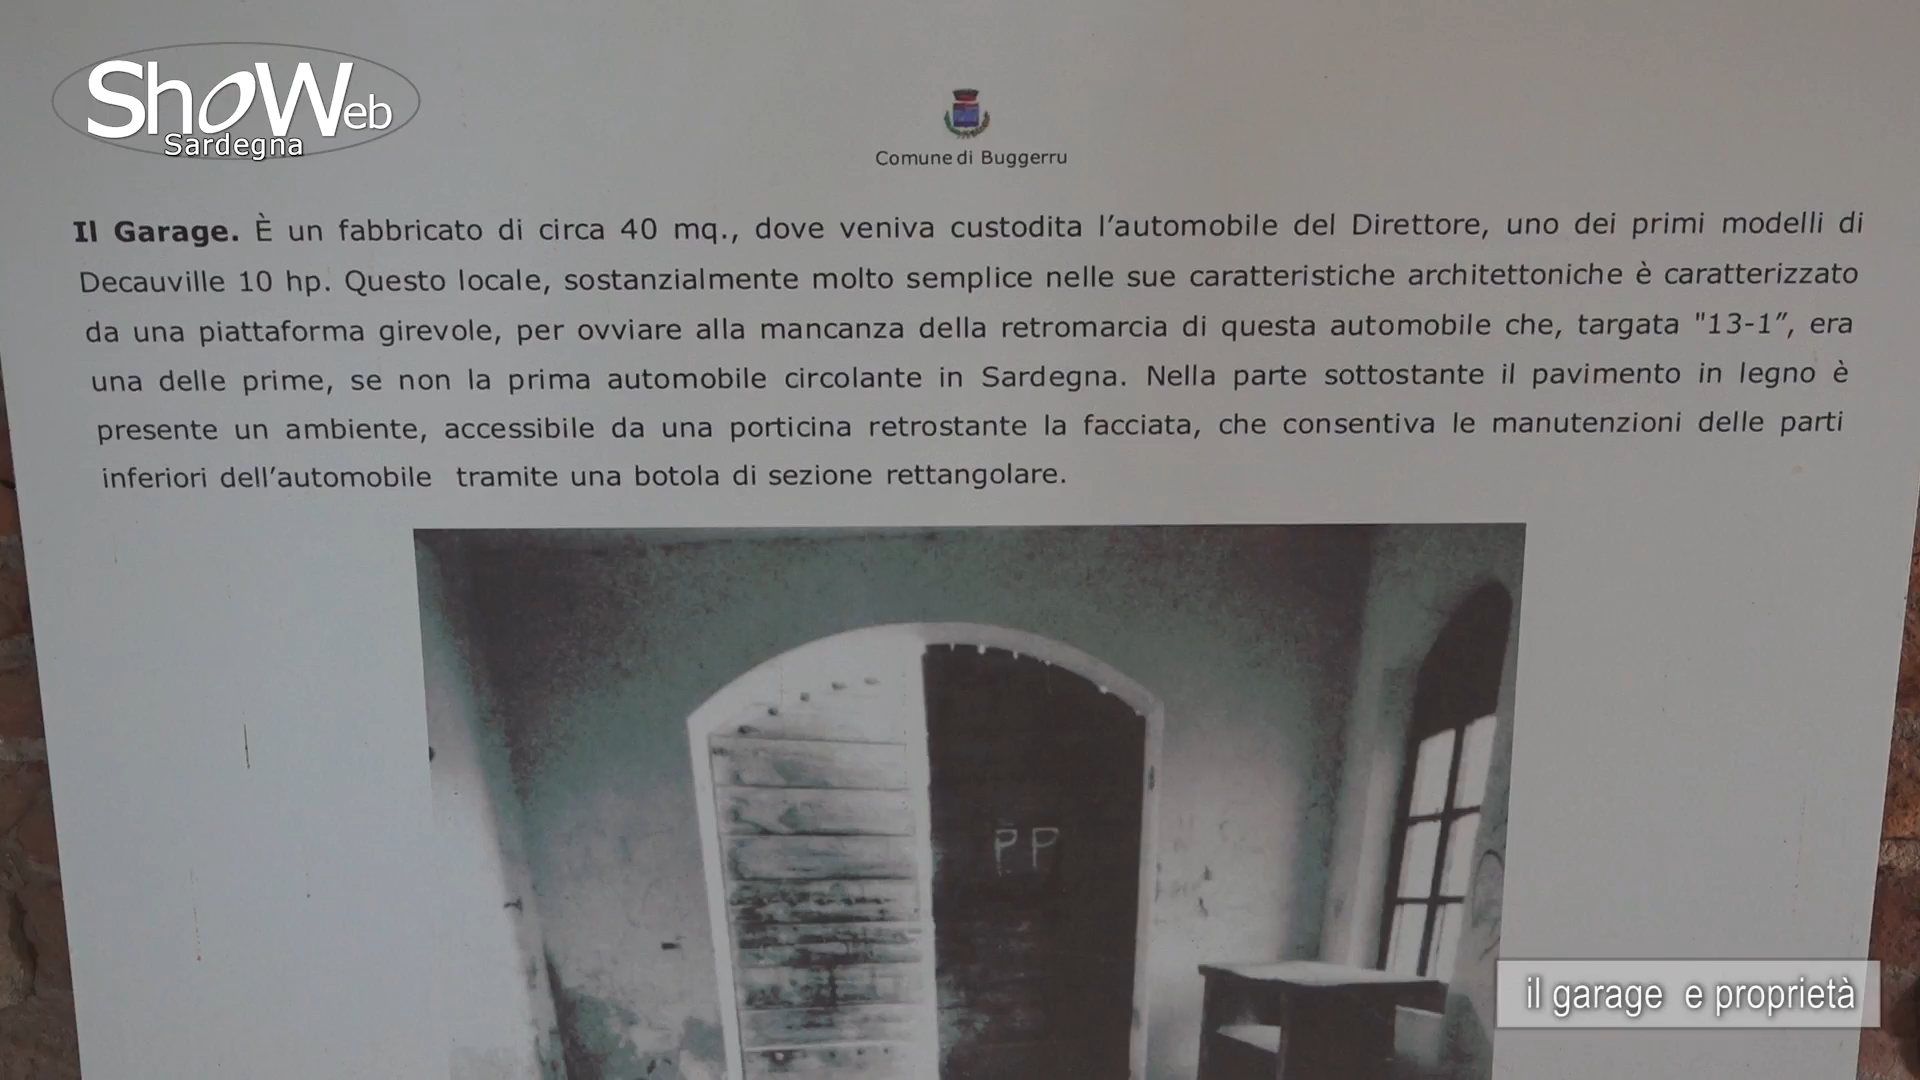 ShoWeb
Sardegna
Comune di Buggerru
Il Garage. È un fabbricato di circa 40 mq., dove veniva custodita l'automobile del Direttore, uno dei primi modelli di
Decauville 10 hp. Questo locale, sostanzialmente molto semplice nelle sue caratteristiche architettoniche è caratterizzato
da una piattaforma girevole, per ovviare alla mancanza della retromarcia di questa automobile che, targata "13-1", era
una delle prime, se non la prima automobile circolante in Sardegna. Nella parte sottostante il pavimento in legno è
presente un ambiente, accessibile da una porticina retrostante la facciata, che consentiva le manutenzioni delle parti
inferiori dell'automobile tramite una botola di sezione rettangolare.
PP
il garage e proprietà